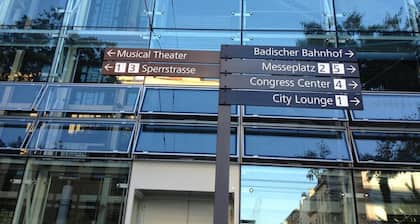 ← Musical Theater
← 1 3 Sperrstrasse
Badischer Bahnhof →
Messeplatz 2 5 →
Congress Center 4 →
City Lounge 1 →